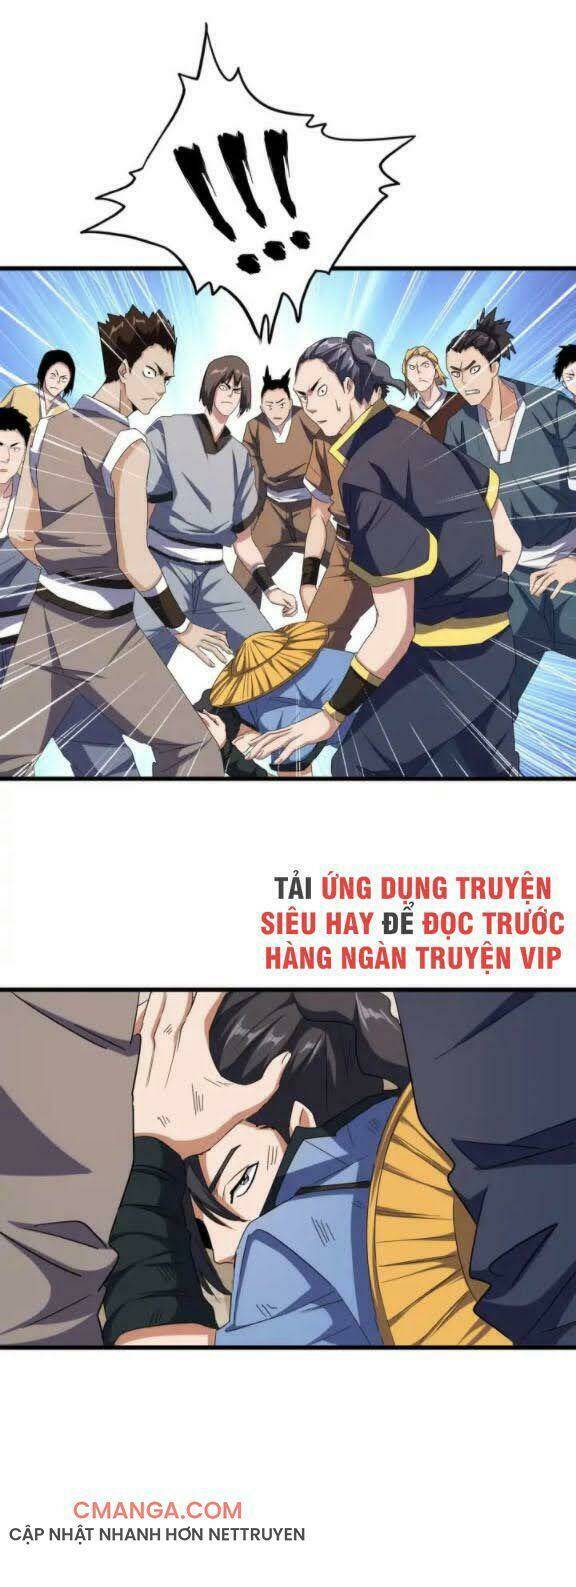 !!!
TẢI ỨNG DỤNG TRUYỆN
SIÊU HAY ĐỂ ĐỌC TRƯỚC
HÀNG NGÀN TRUYỆN VIP
CMANGA.COM
CẬP NHẬT NHANH HƠN NETTRUYEN